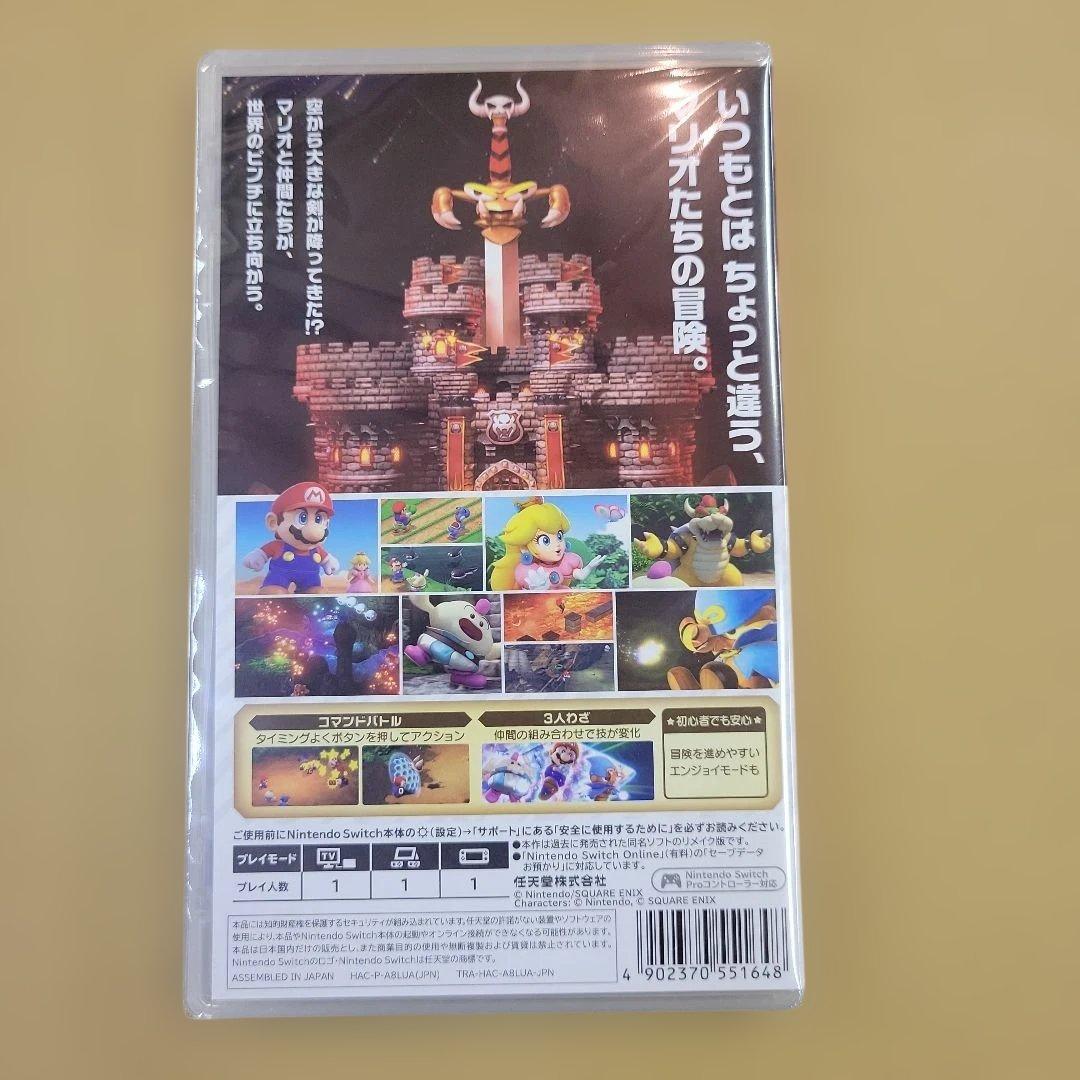 いつもとは ちょっと違う、
マリオたちの冒険。
空から大きな剣が降ってきた!?
マリオと仲間たちが、
世界のピンチに立ち向かう。
コマンドバトル
タイミングよくボタンを押してアクション
3人わざ
仲間の組み合わせで技が変化
★初心者でも安心★
冒険を進めやすい
エンジョイモードも
ご使用前にNintendo Switch本体の(設定)→「サポート」にある「安全に使用するために」を必ずお読みください。
プレイモード
TV
プレイ人数
1
1
1
●本作は過去に発売された同名ソフトのリメイク版です。
●「Nintendo Switch Online」(有料)の「セーブデータ
お預かり」に対応しています。
任天堂株式会社
© Nintendo/SQUARE ENIX
Characters: © Nintendo, © SQUARE ENIX
Nintendo Switch
Proコントローラー対応
本品には知的財産権を保護するセキュリティが組み込まれています。任天堂の許諾がない装置やソフトウェアの
使用により、本品やNintendo Switch本体の起動やオンライン接続ができなくなる可能性があります。
本品は日本国内だけの販売とし、また商業目的の使用や無断複製および賃貸は禁止されています。
Nintendo Switchのロゴ・Nintendo Switchは任天堂の商標です。
ASSEMBLED IN JAPAN HAC-P-A8LUA(JPN) TRA-HAC-A8LUA-JPN
4 902370 551648